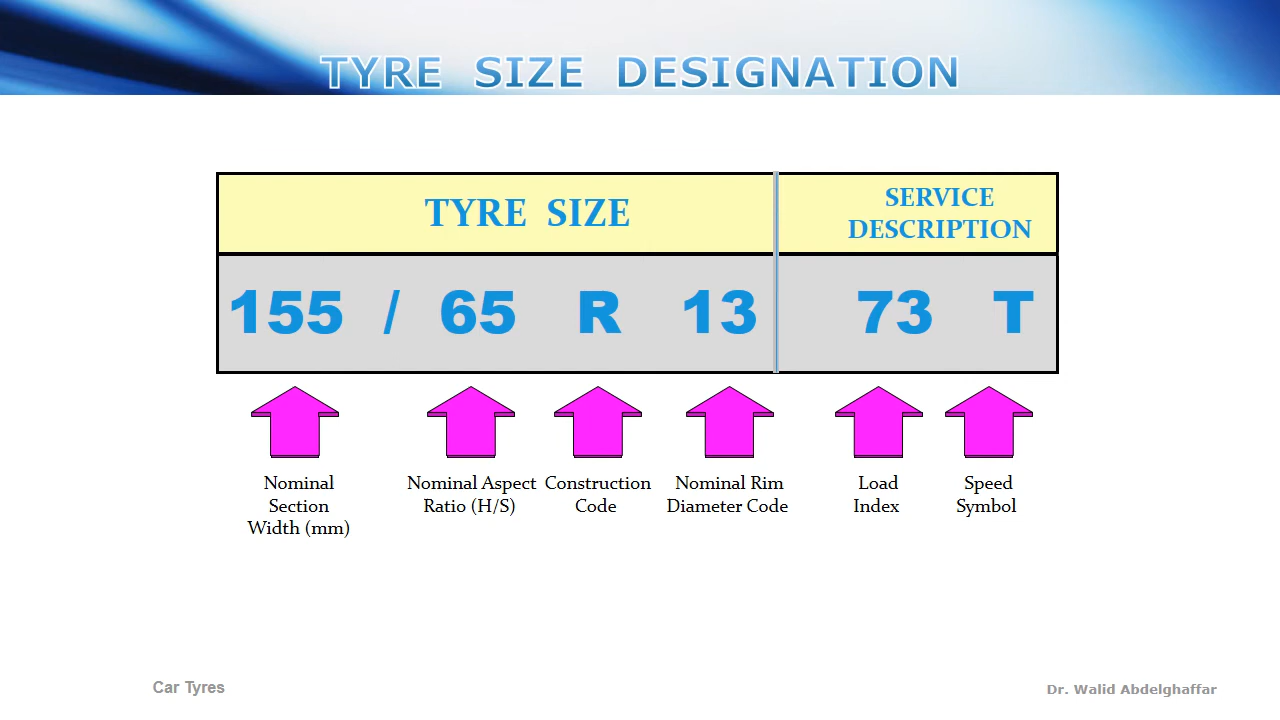 TYRE SIZE DESIGNATION
TYRE SIZE
SERVICE
DESCRIPTION
155 / 65 R 13 73 T
Nominal
Section
Width (mm)
Nominal Aspect
Ratio (H/S)
Construction
Code
Nominal Rim
Diameter Code
Load
Index
Speed
Symbol
Car Tyres
Dr. Walid Abdelghaffar